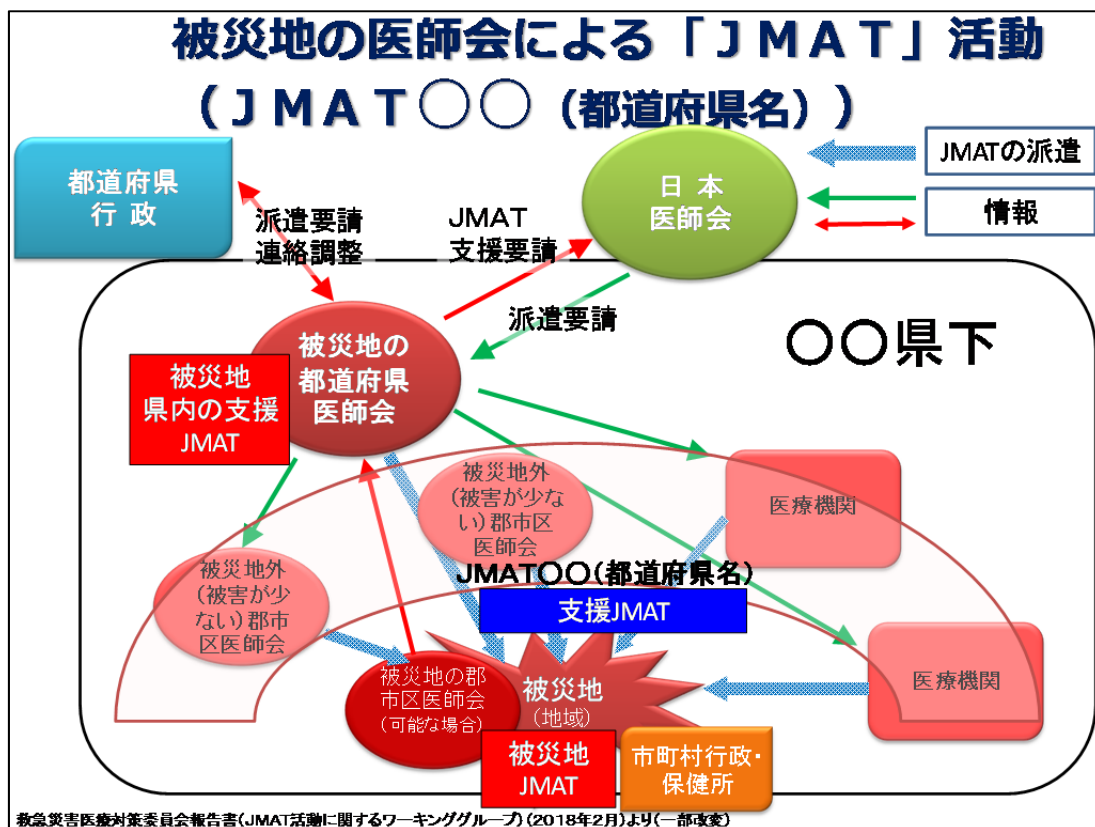 被災地の医師会による「JMAT」活動
(JMAT○○(都道府県名))
都道府県
行政
日本
医師会
JMATの派遣
情報
派遣要請
連絡調整
JMAT
支援要請
派遣要請
○○県下
被災地の
都道府県
医師会
被災地
県内の支援
JMAT
被災地外
(被害が少な
い)郡市区
医師会
医療機関
被災地外
(被害が少
ない)郡市
区医師会
JMAT○○(都道府県名)
支援JMAT
被災地の郡
市区医師会
(可能な場合)
被災地
(地域)
医療機関
被災地
JMAT
市町村行政・
保健所
救急災害医療対策委員会報告書(JMAT活動に関するワーキンググループ)(2018年2月)より(一部改変)